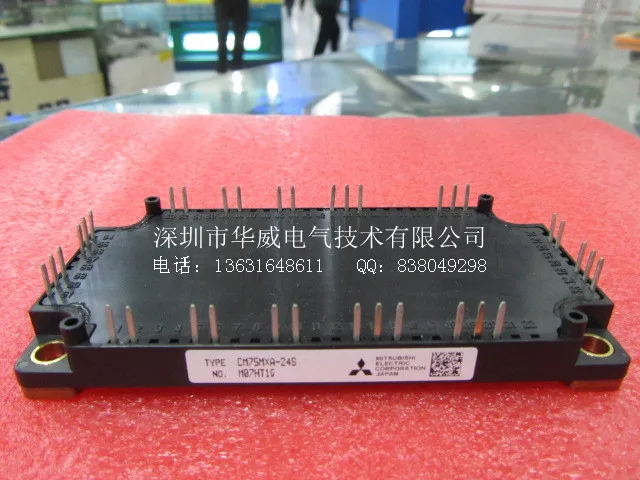 深圳市华威电气技术有限公司
电话：13631648611 QQ：838049298
TYPE CM75MXA-24S
NO. M07HT1G
MITSUBISHI
ELECTRIC
CORPORATION
JAPAN